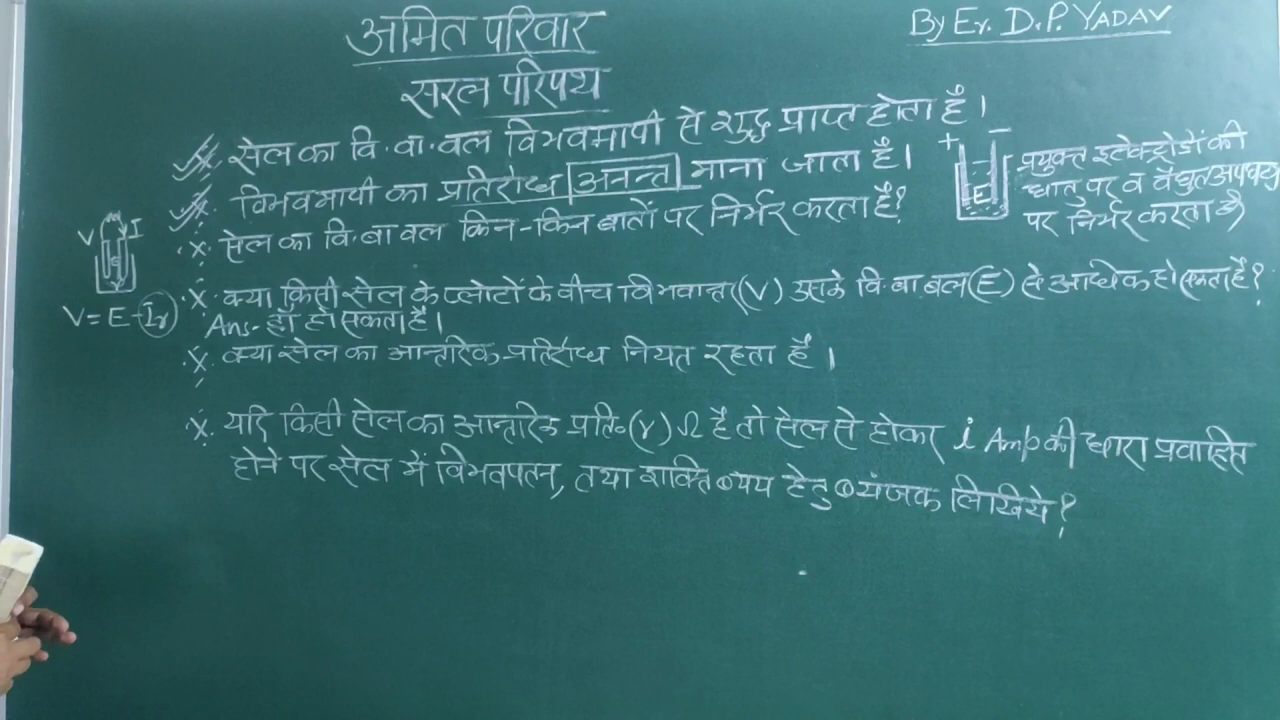 अमित परिवार
By Er. D.P. YADAV
सरल परिपथ
सेल का वि. वा. बल विभवमापी से शुद्ध प्राप्त होता है।
विभवमापी का प्रतिरोध अनन्त माना जाता है।
सेल का वि. वा बल किन-किन बातों पर निर्भर करता है?
+ −
E
प्रयुक्त इलेक्ट्रोडों की
धातु पर व वैद्युत अपघट्य
पर निर्भर करता है
V I
V = E - Ir
x. क्या किसी सेल के प्लेटों के बीच विभवान्तर (V) उसके वि. वा बल (E) से अधिक हो सकता है?
Ans- हाँ हो सकता है।
x. क्या सेल का आन्तरिक प्रतिरोध नियत रहता है।
x. यदि किसी सेल का आन्तरिक प्रति॰ (r) Ω है तो सेल से होकर i Amp की धारा प्रवाहित
होने पर सेल में विभवपतन, तथा शक्ति व्यय हेतु व्यंजक लिखिये?